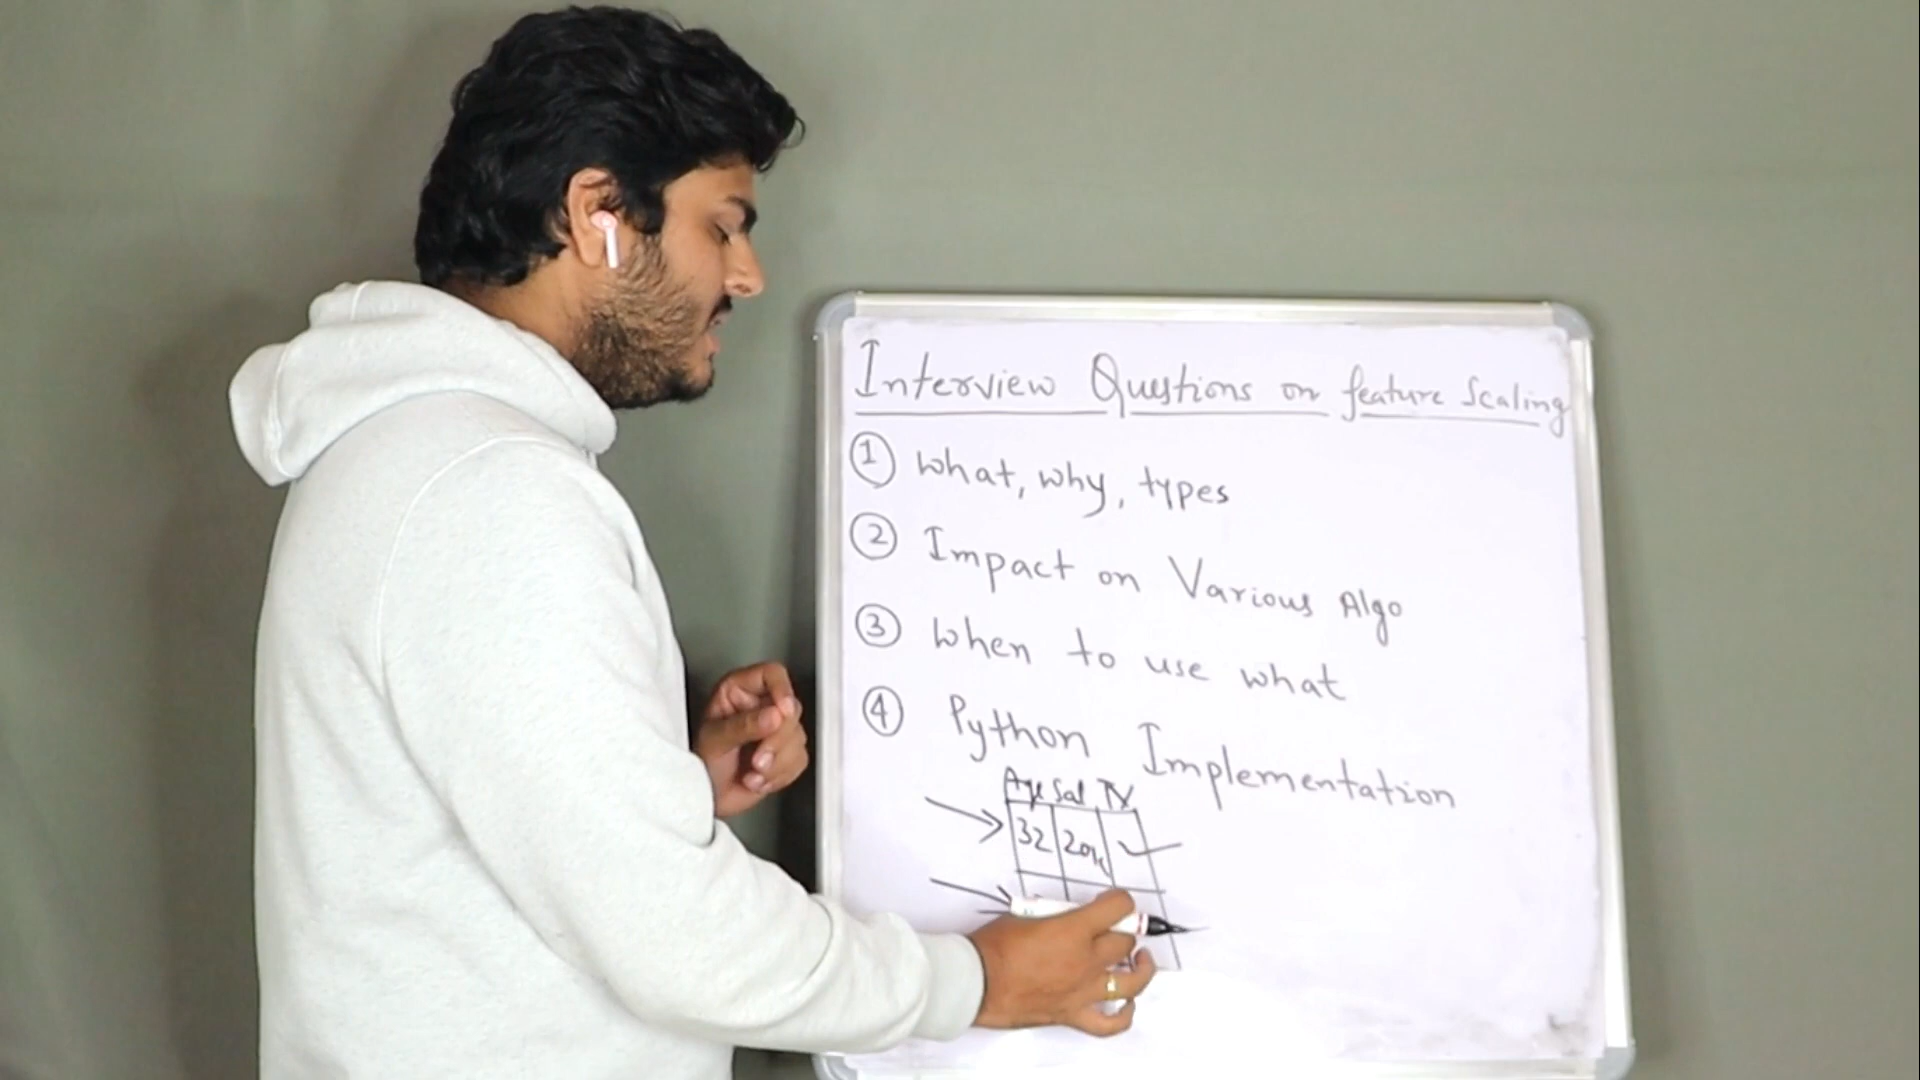 Interview Questions on feature Scaling
① what, why, types
② Impact on Various Algo
③ when to use what
④ Python Implementation
Age Sal
32 20k